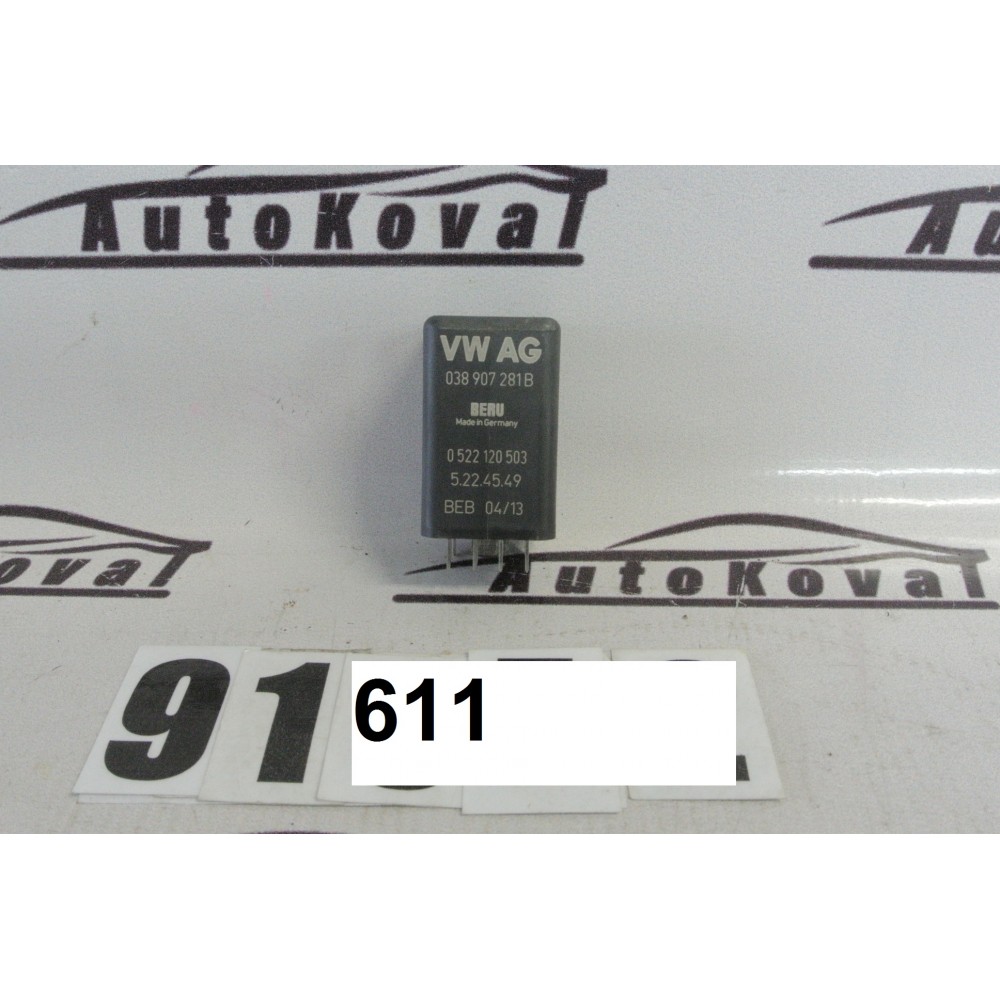 AutoKoval
Au
VW AG
038 907 281B
BERU
Made in Germany
0 522 120 503
5.22.45.49
BEB 04/13
oval
AutoKoval
91
611